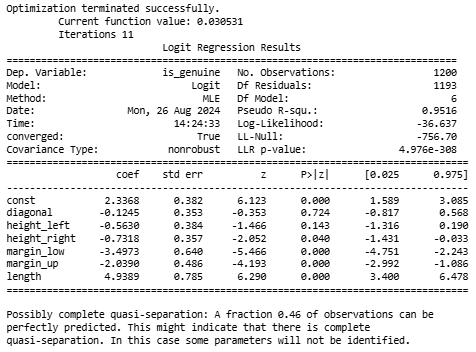 Optimization terminated successfully.
         Current function value: 0.030531
         Iterations 11
                           Logit Regression Results
==============================================================================
Dep. Variable:             is_genuine   No. Observations:                 1200
Model:                          Logit   Df Residuals:                     1193
Method:                           MLE   Df Model:                            6
Date:                Mon, 26 Aug 2024   Pseudo R-squ.:                  0.9516
Time:                        14:24:33   Log-Likelihood:                -36.637
converged:                       True   LL-Null:                       -756.70
Covariance Type:            nonrobust   LLR p-value:                4.976e-308
================================================================================
                   coef    std err          z      P>|z|      [0.025      0.975]
--------------------------------------------------------------------------------
const            2.3368      0.382      6.123      0.000       1.589       3.085
diagonal        -0.1245      0.353     -0.353      0.724      -0.817       0.568
height_left     -0.5630      0.384     -1.466      0.143      -1.316       0.190
height_right    -0.7318      0.357     -2.052      0.040      -1.431      -0.033
margin_low      -3.4973      0.640     -5.466      0.000      -4.751      -2.243
margin_up       -2.0390      0.486     -4.193      0.000      -2.992      -1.086
length           4.9389      0.785      6.290      0.000       3.400       6.478
================================================================================
Possibly complete quasi-separation: A fraction 0.46 of observations can be
perfectly predicted. This might indicate that there is complete
quasi-separation. In this case some parameters will not be identified.